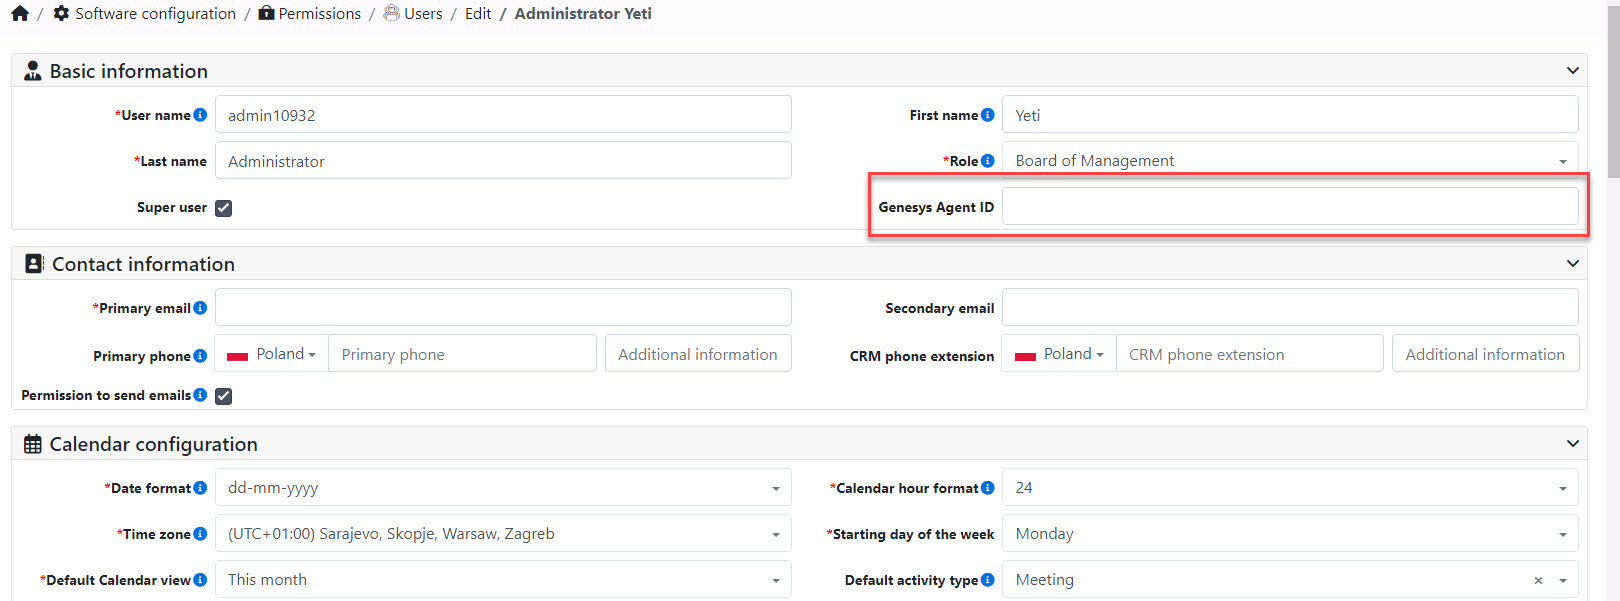 / Software configuration / Permissions / Users / Edit / Administrator Yeti
Basic information
*User name admin10932 First name Yeti
*Last name Administrator *Role Board of Management
Super user Genesys Agent ID
Contact information
*Primary email Secondary email
Primary phone Poland Primary phone Additional information CRM phone extension Poland CRM phone extension Additional information
Permission to send emails
Calendar configuration
*Date format dd-mm-yyyy *Calendar hour format 24
*Time zone (UTC+01:00) Sarajevo, Skopje, Warsaw, Zagreb *Starting day of the week Monday
*Default Calendar view This month Default activity type Meeting ×